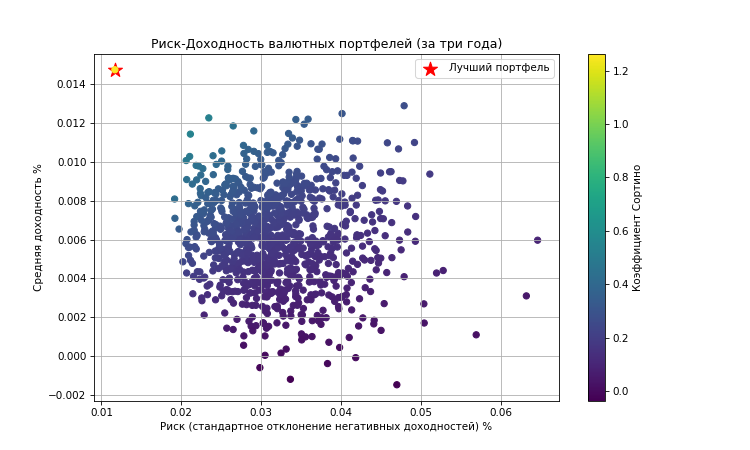 Риск-Доходность валютных портфелей (за три года)
Лучший портфель
Средняя доходность %
0.014
0.012
0.010
0.008
0.006
0.004
0.002
0.000
−0.002
0.01 0.02 0.03 0.04 0.05 0.06
Риск (стандартное отклонение негативных доходностей) %
1.2
1.0
0.8
0.6
0.4
0.2
0.0
Коэффициент Сортино